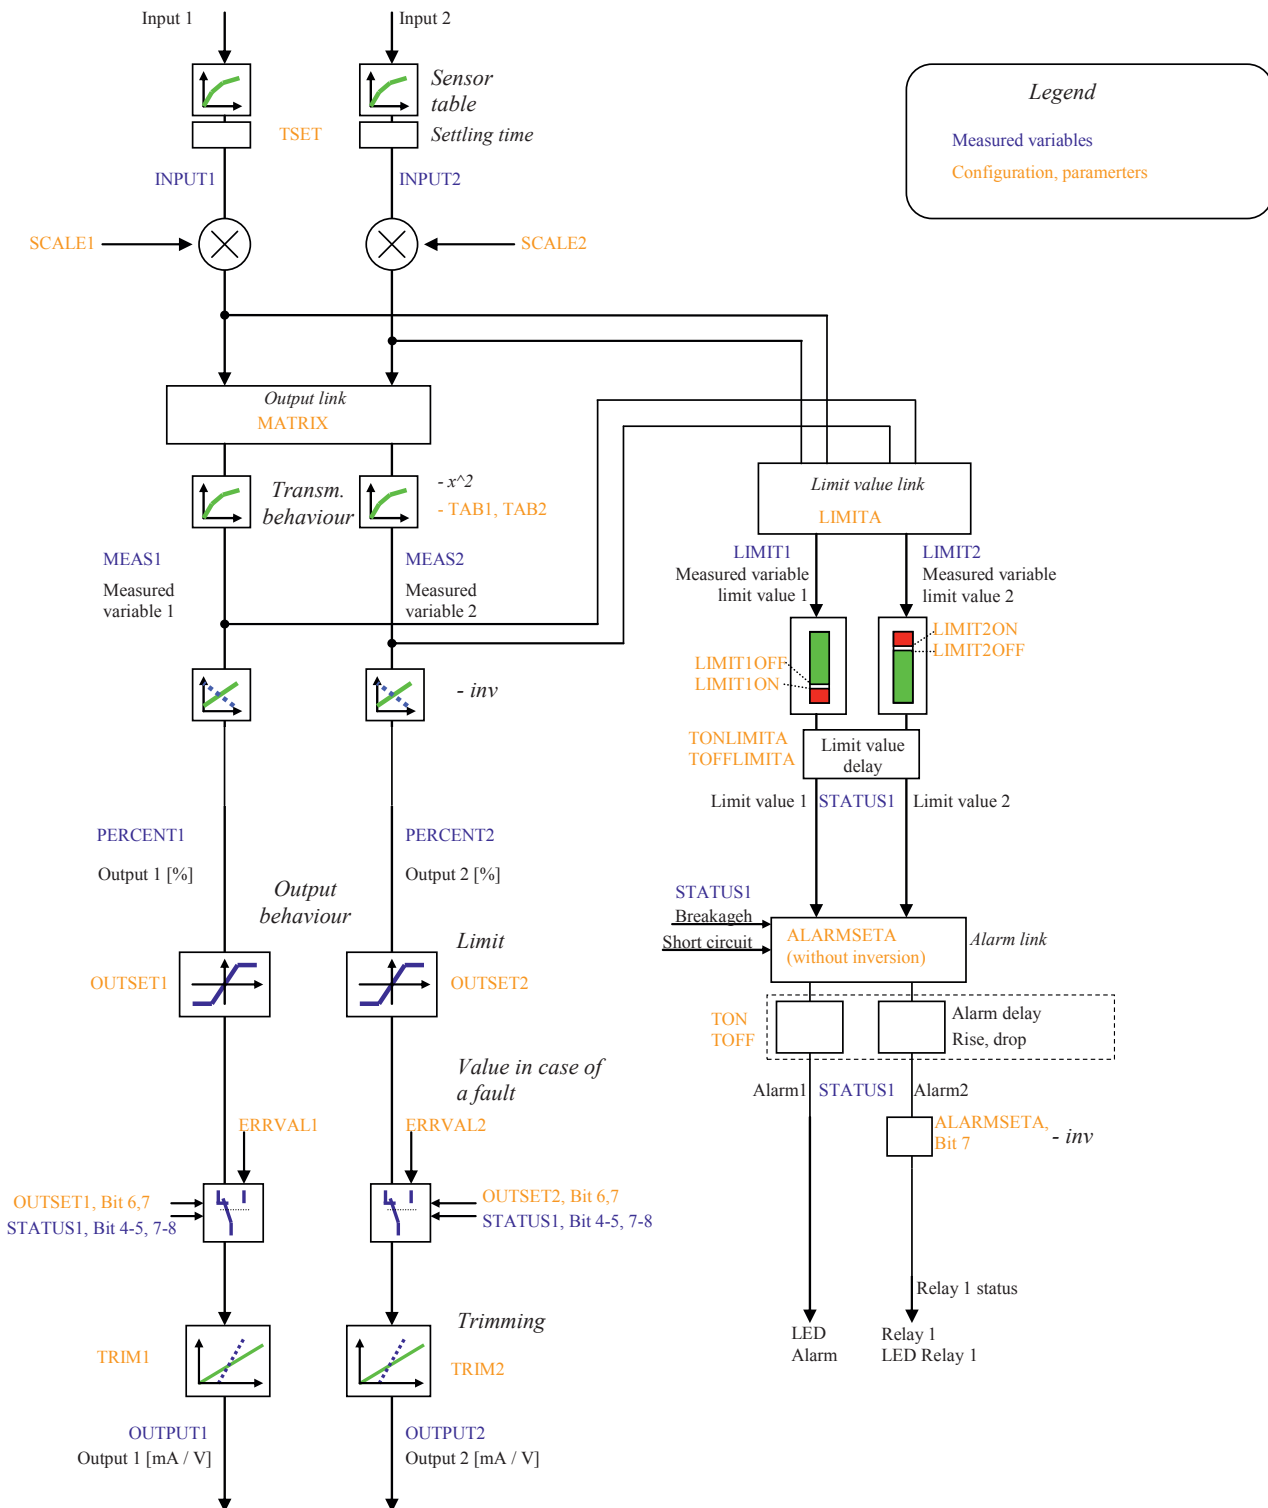 Input 1
Input 2
Sensor
table
Legend
TSET
Settling time
Measured variables
Configuration, paramerters
INPUT1
INPUT2
SCALE1
SCALE2
Output link
MATRIX
Transm.
behaviour
- x^2
- TAB1, TAB2
Limit value link
LIMITA
MEAS1
Measured
variable 1
MEAS2
Measured
variable 2
LIMIT1
Measured variable
limit value 1
LIMIT2
Measured variable
limit value 2
LIMIT2ON
LIMIT2OFF
LIMIT1OFF
LIMIT1ON
- inv
TONLIMITA
TOFFLIMITA
Limit value
delay
Limit value 1
STATUS1
Limit value 2
PERCENT1
Output 1 [%]
PERCENT2
Output 2 [%]
Output
behaviour
STATUS1
Breakageh
Short circuit
ALARMSETA
(without inversion)
Alarm link
Limit
OUTSET1
OUTSET2
TON
TOFF
Alarm delay
Rise, drop
Value in case of
a fault
Alarm1
STATUS1
Alarm2
ERRVAL1
ERRVAL2
ALARMSETA,
Bit 7
- inv
OUTSET1, Bit 6,7
STATUS1, Bit 4-5, 7-8
OUTSET2, Bit 6,7
STATUS1, Bit 4-5, 7-8
Relay 1 status
Trimming
LED
Alarm
Relay 1
LED Relay 1
TRIM1
TRIM2
OUTPUT1
Output 1 [mA / V]
OUTPUT2
Output 2 [mA / V]